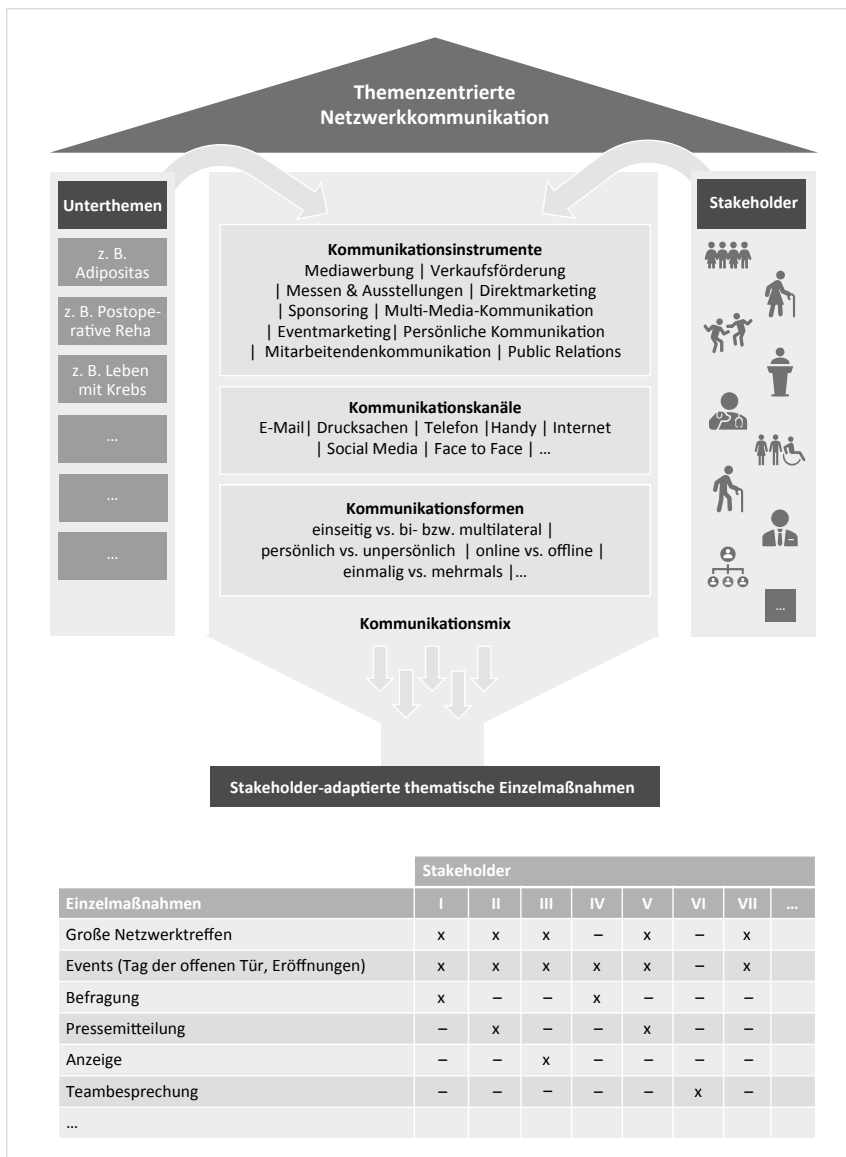 Themenzentrierte
Netzwerkkommunikation
Unterthemen
z. B.
Adipositas
z. B. Postope-
rative Reha
z. B. Leben
mit Krebs
...
...
...
Kommunikationsinstrumente
Mediawerbung | Verkaufsförderung
| Messen & Ausstellungen | Direktmarketing
| Sponsoring | Multi-Media-Kommunikation
| Eventmarketing| Persönliche Kommunikation
| Mitarbeitendenkommunikation | Public Relations
Kommunikationskanäle
E-Mail| Drucksachen | Telefon |Handy | Internet
| Social Media | Face to Face | ...
Kommunikationsformen
einseitig vs. bi- bzw. multilateral |
persönlich vs. unpersönlich | online vs. offline |
einmalig vs. mehrmals |...
Kommunikationsmix
Stakeholder
...
Stakeholder-adaptierte thematische Einzelmaßnahmen
Stakeholder
Einzelmaßnahmen I II III IV V VI VII ...
Große Netzwerktreffen x x x – x – x
Events (Tag der offenen Tür, Eröffnungen) x x x x x – x
Befragung x – – x – – –
Pressemitteilung – x – – x – –
Anzeige – – x – – – –
Teambesprechung – – – – – x –
...